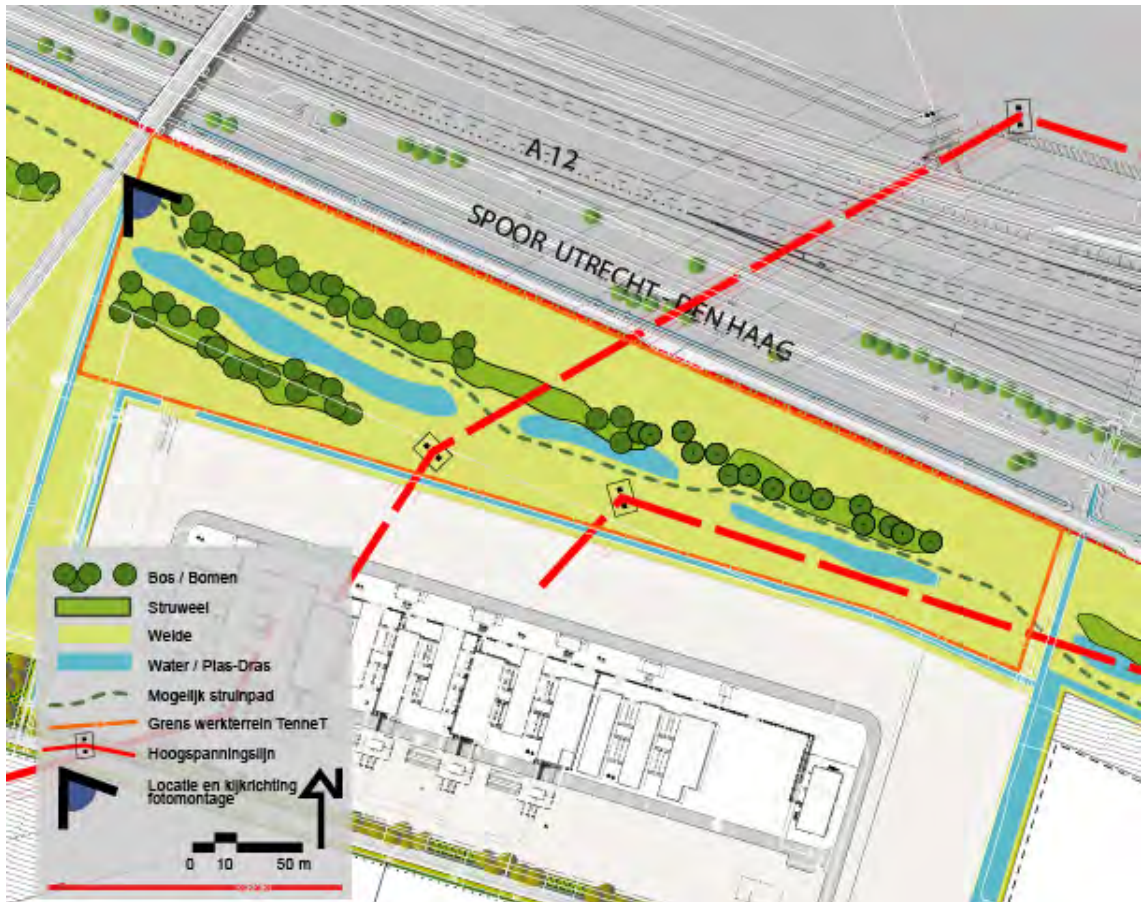 A 12
SPOOR UTRECHT - DEN HAAG
Bos / Bomen
Struweel
Weide
Water / Plas-Dras
Mogelijk struinpad
Grens werkterrein TenneT
Hoogspanningslijn
Locatie en kijkrichting
fotomontage
N
0 10 50 m